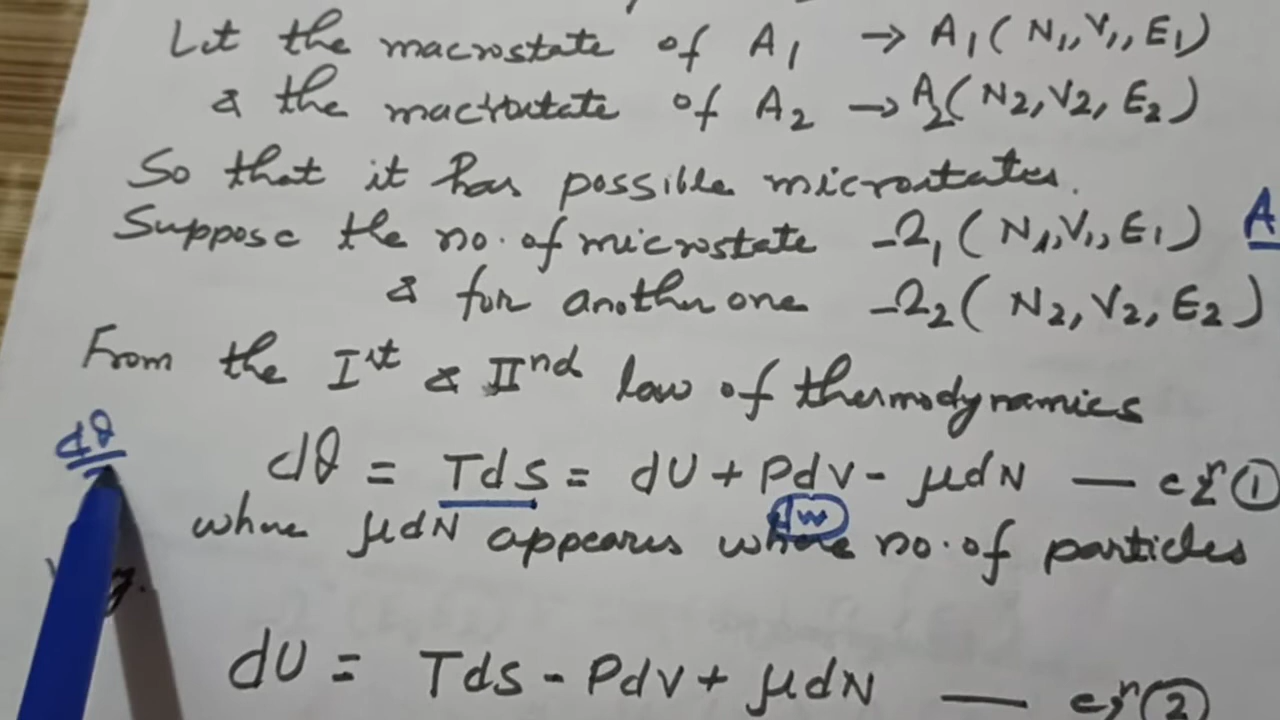 Let the macrostate of A₁ → A₁(N₁,V₁,E₁)
& the macrostate of A₂ → A₂(N₂,V₂,E₂)
So that it has possible microstates.
Suppose the no. of microstate Ω₁(N₁,V₁,E₁) A
& for another one Ω₂(N₂,V₂,E₂)
From the Iˢᵗ & IIⁿᵈ law of thermodynamics
dQ
dQ = Tds = dU + PdV - μdN — eqⁿ ①
dw
where μdN appears where no. of particles
dU = Tds - PdV + μdN — eqⁿ ②